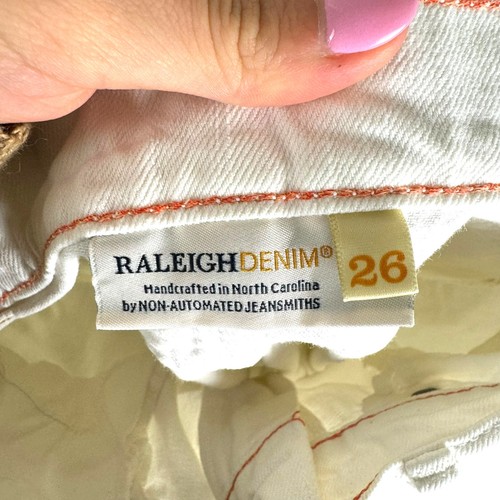 RALEIGHDENIM®
Handcrafted in North Carolina
by NON-AUTOMATED JEANSMITHS
26